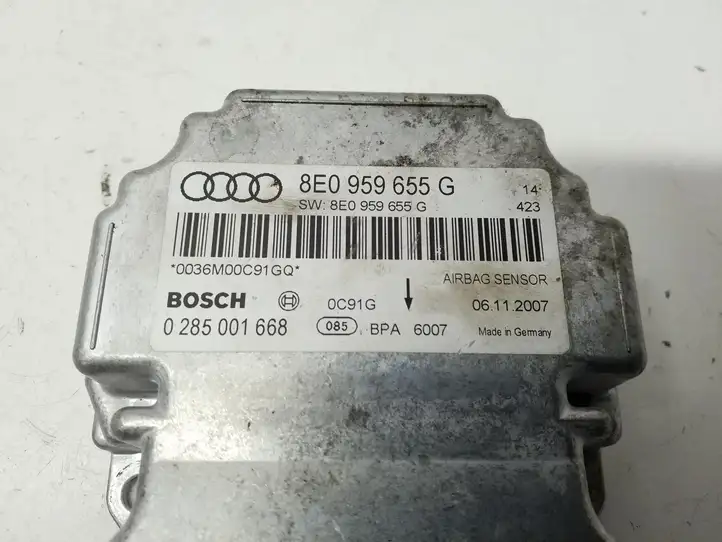 8E0 959 655 G
14
SW: 8E0 959 655 G
423
*0036M00C91GQ*
AIRBAG SENSOR
BOSCH
0C91G
06.11.2007
0 285 001 668
085
BPA 6007
Made in Germany